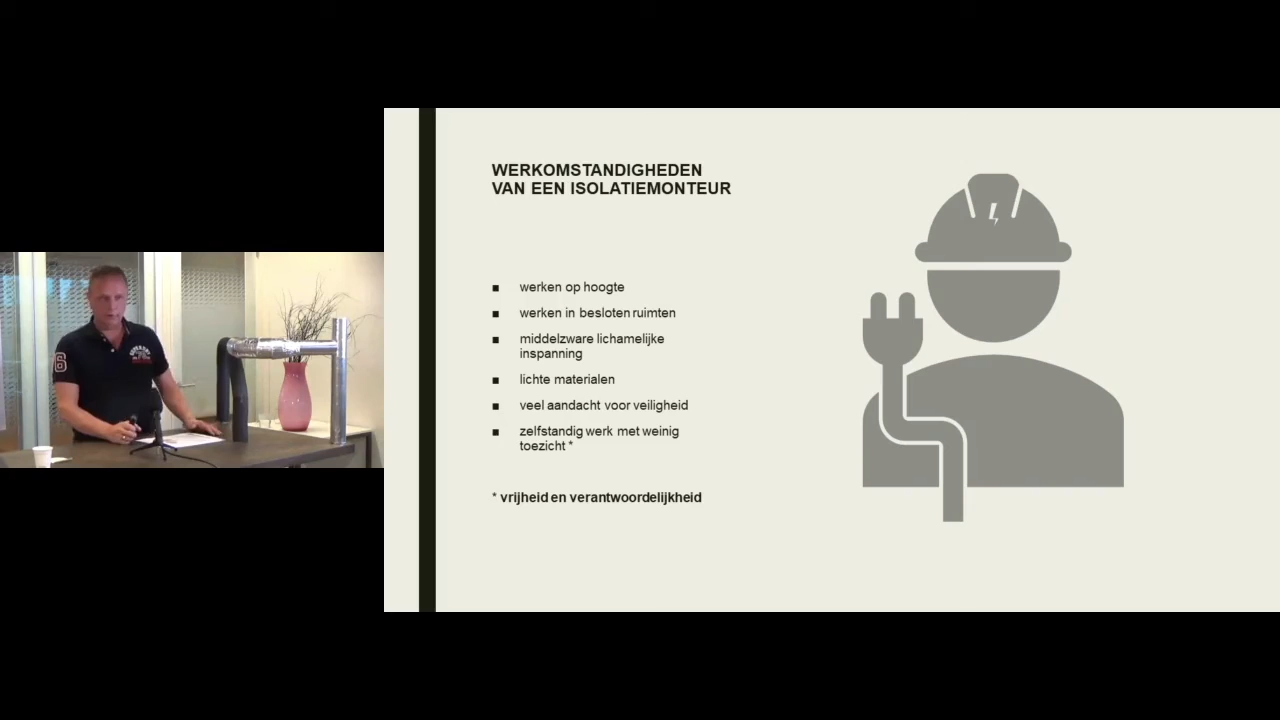 WERKOMSTANDIGHEDEN
VAN EEN ISOLATIEMONTEUR
■ werken op hoogte
■ werken in besloten ruimten
■ middelzware lichamelijke
inspanning
■ lichte materialen
■ veel aandacht voor veiligheid
■ zelfstandig werk met weinig
toezicht *
* vrijheid en verantwoordelijkheid
6